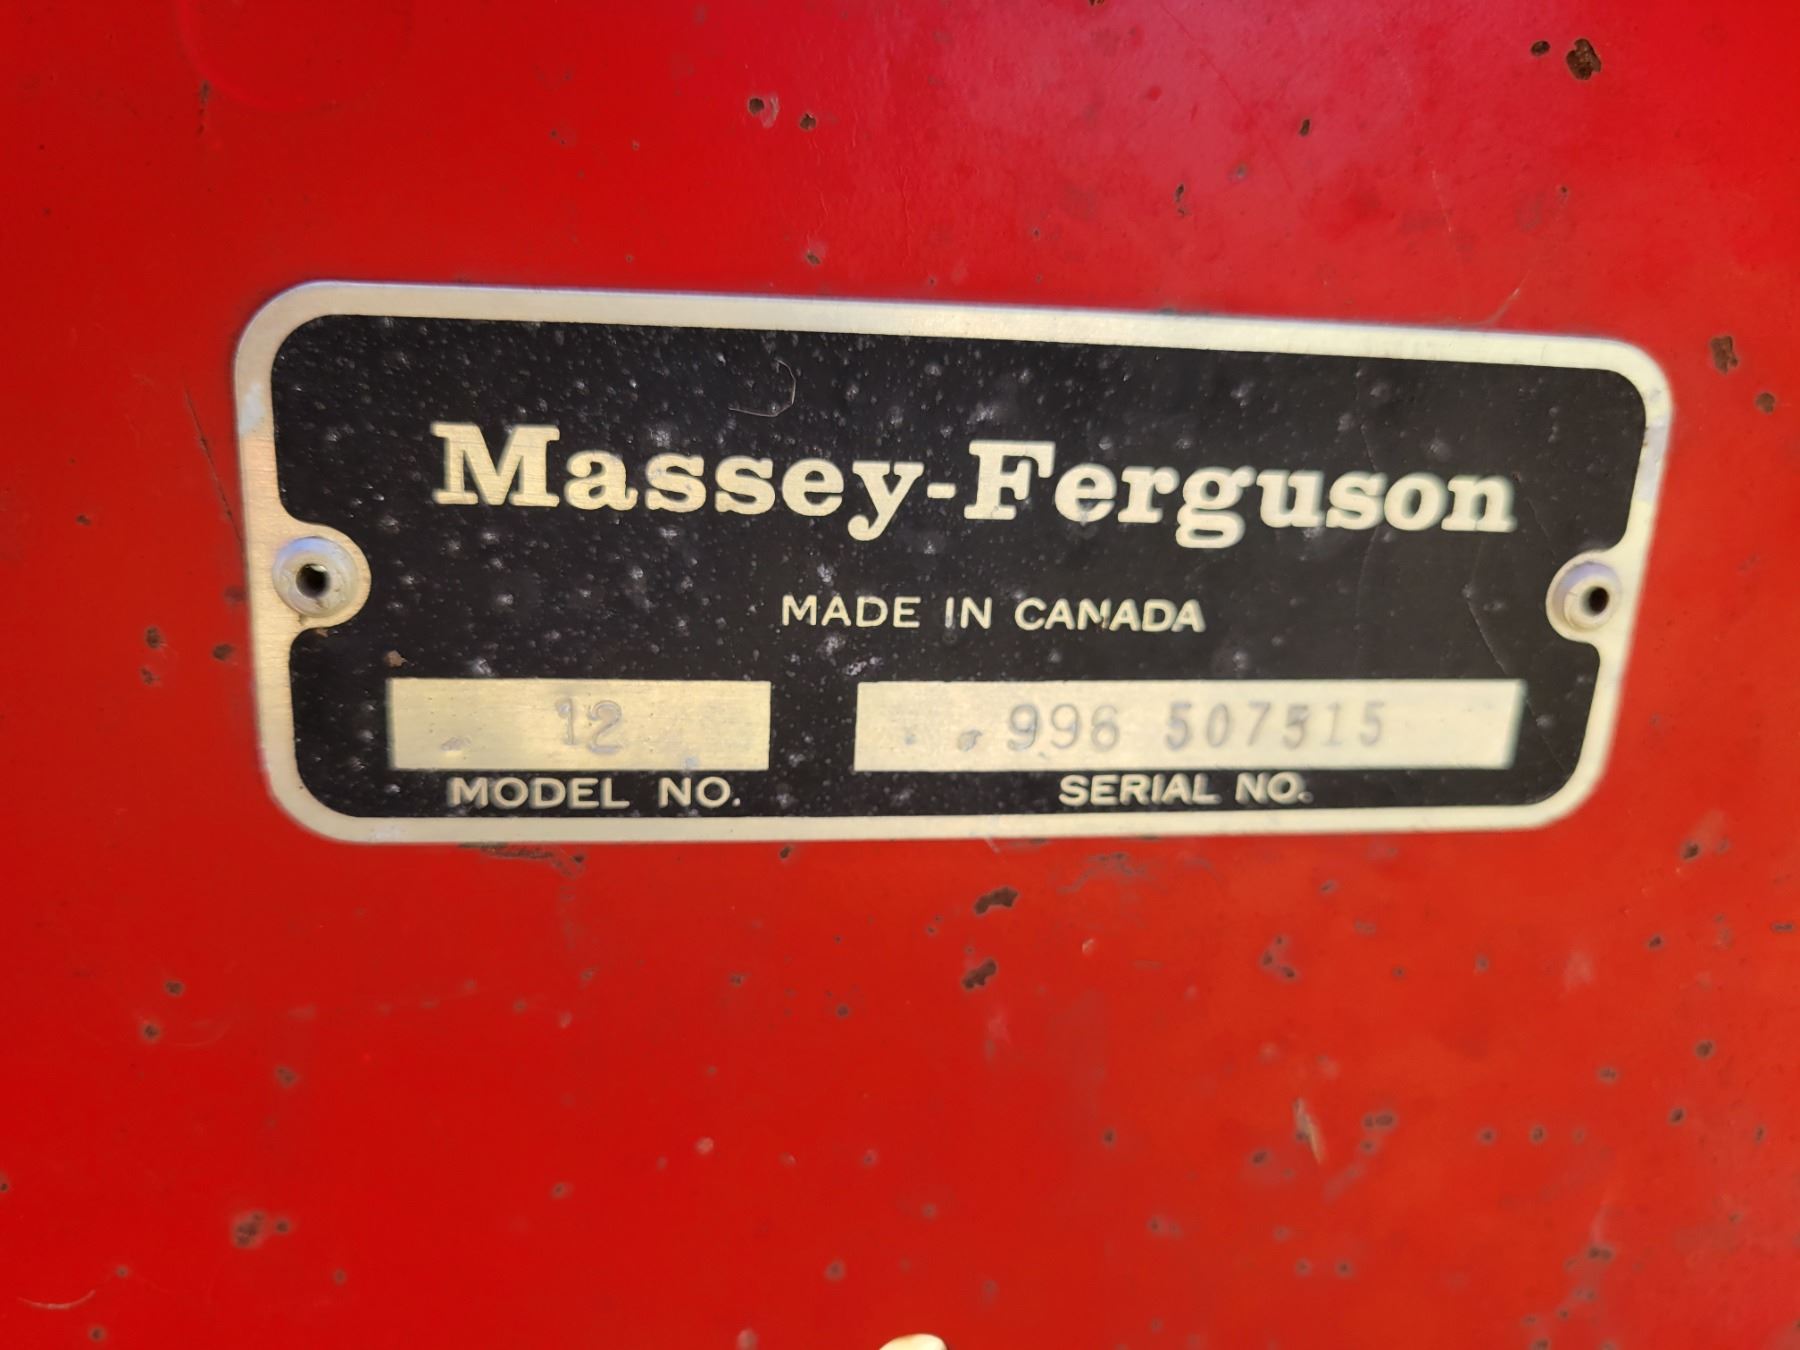 Massey-Ferguson
MADE IN CANADA
12 996 507515
MODEL NO. SERIAL NO.